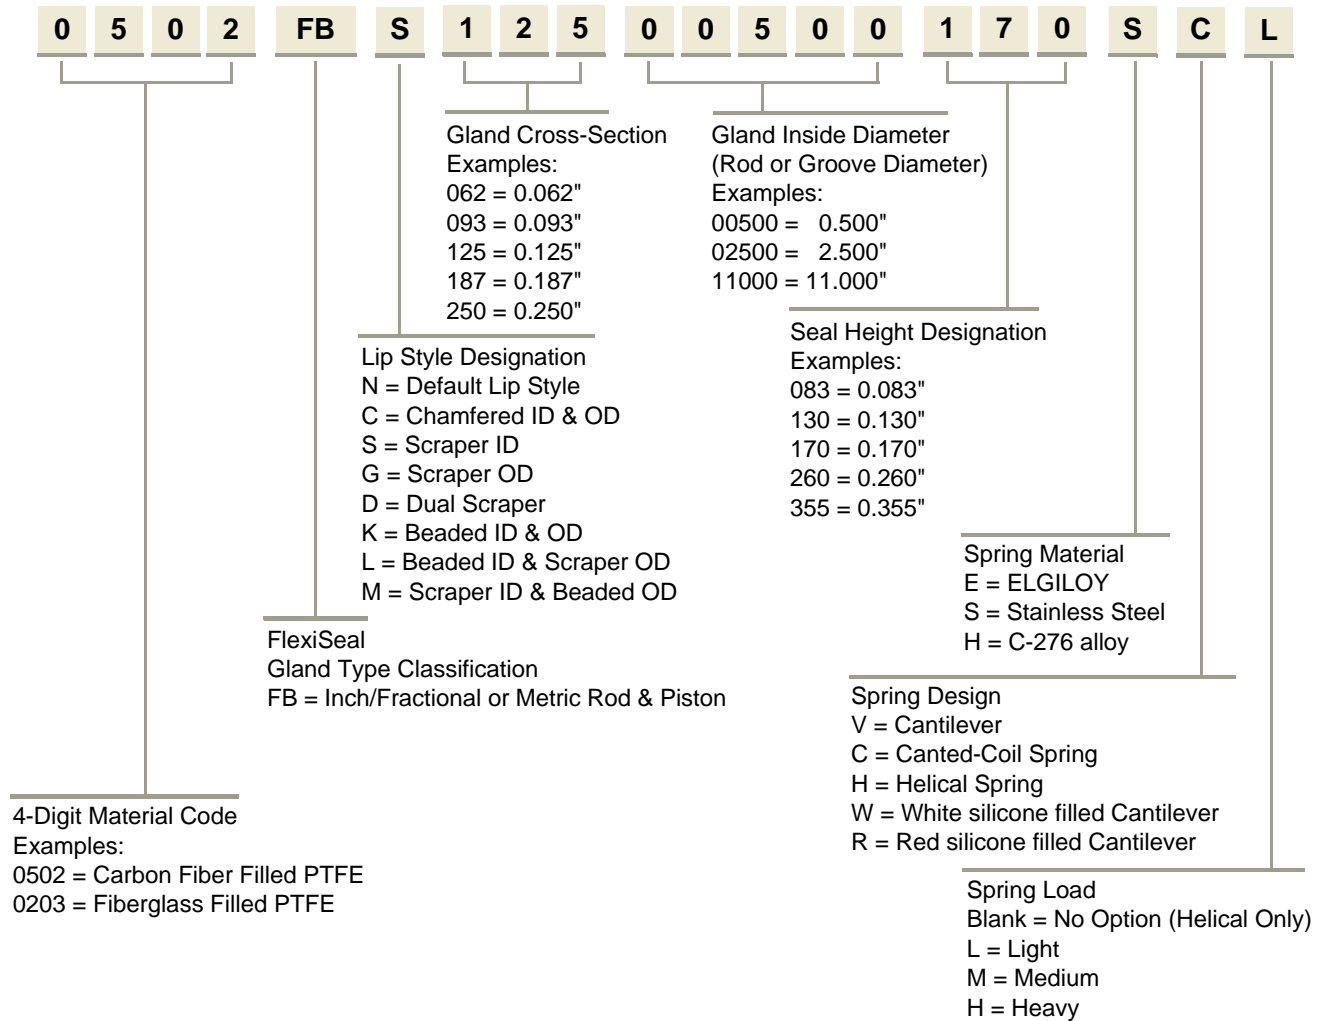 0 5 0 2 FB S 1 2 5 0 0 5 0 0 1 7 0 S C L
Gland Cross-Section
Examples:
062 = 0.062"
093 = 0.093"
125 = 0.125"
187 = 0.187"
250 = 0.250"
Gland Inside Diameter
(Rod or Groove Diameter)
Examples:
00500 = 0.500"
02500 = 2.500"
11000 = 11.000"
Seal Height Designation
Examples:
083 = 0.083"
130 = 0.130"
170 = 0.170"
260 = 0.260"
355 = 0.355"
Lip Style Designation
N = Default Lip Style
C = Chamfered ID & OD
S = Scraper ID
G = Scraper OD
D = Dual Scraper
K = Beaded ID & OD
L = Beaded ID & Scraper OD
M = Scraper ID & Beaded OD
Spring Material
E = ELGILOY
S = Stainless Steel
H = C-276 alloy
FlexiSeal
Gland Type Classification
FB = Inch/Fractional or Metric Rod & Piston
Spring Design
V = Cantilever
C = Canted-Coil Spring
H = Helical Spring
W = White silicone filled Cantilever
R = Red silicone filled Cantilever
4-Digit Material Code
Examples:
0502 = Carbon Fiber Filled PTFE
0203 = Fiberglass Filled PTFE
Spring Load
Blank = No Option (Helical Only)
L = Light
M = Medium
H = Heavy